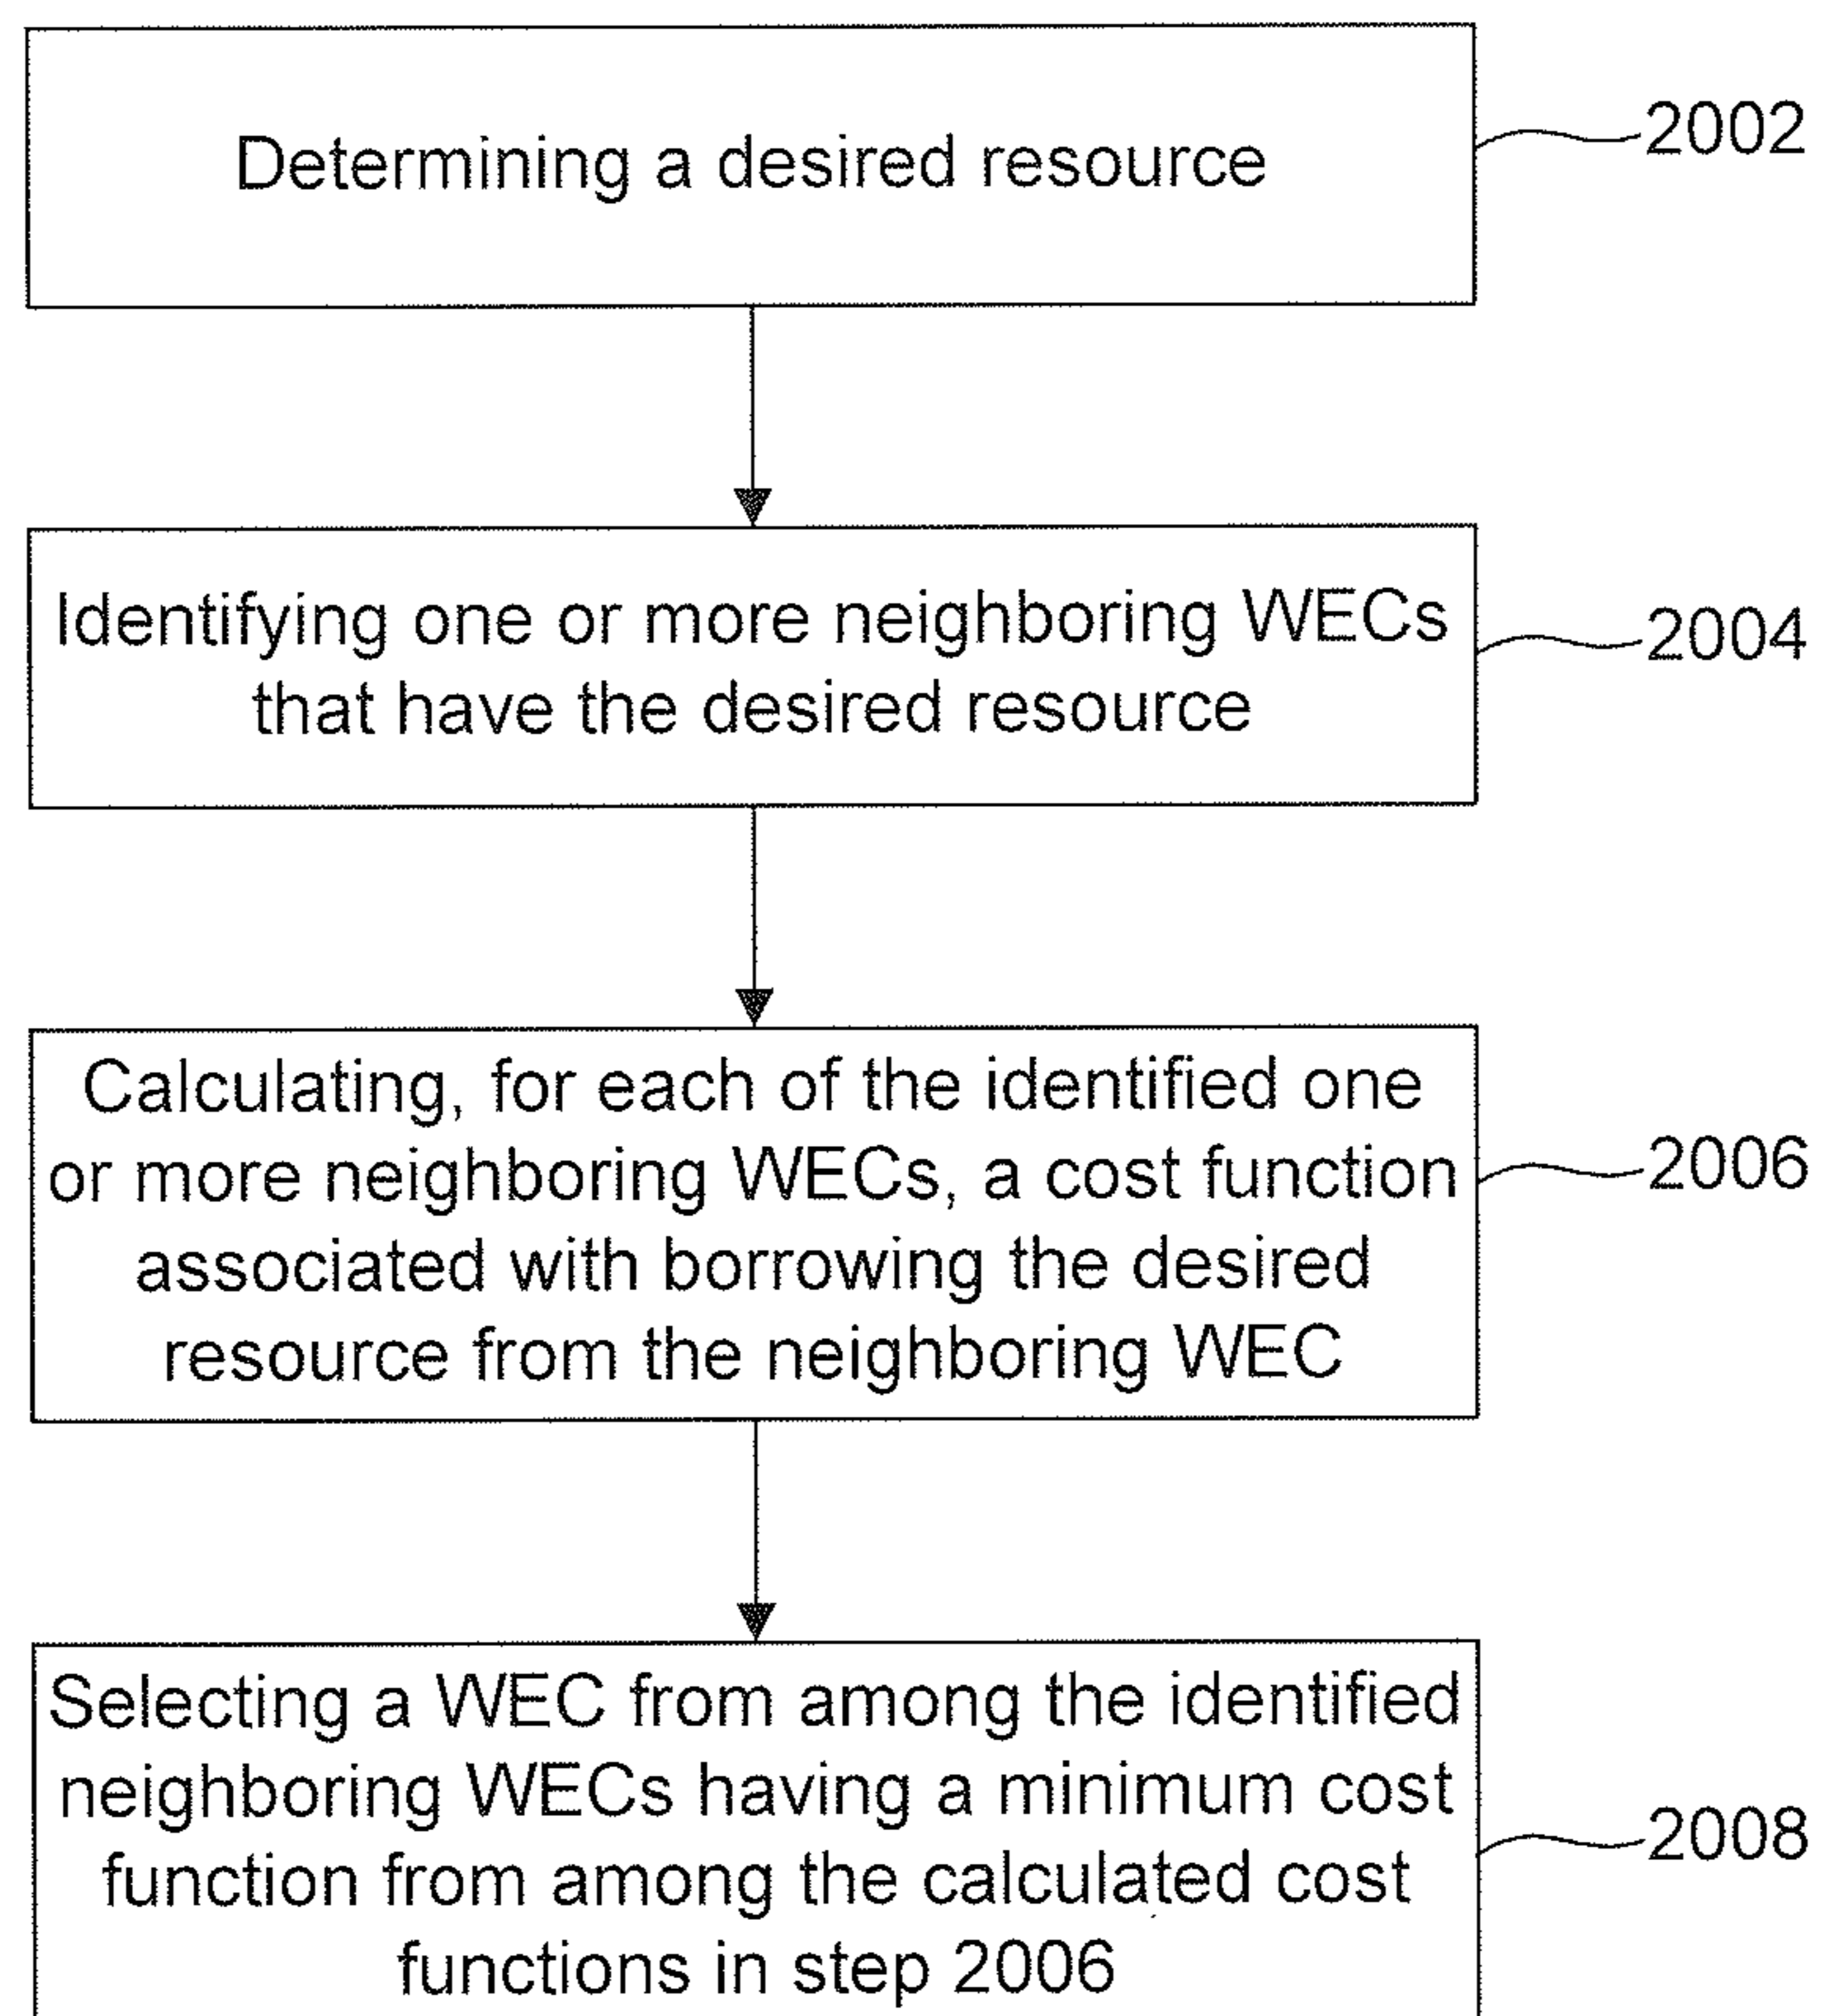 Determining a desired resource
2002
Identifying one or more neighboring WECs
that have the desired resource
2004
Calculating, for each of the identified one
or more neighboring WECs, a cost function
associated with borrowing the desired
resource from the neighboring WEC
2006
Selecting a WEC from among the identified
neighboring WECs having a minimum cost
function from among the calculated cost
functions in step 2006
2008